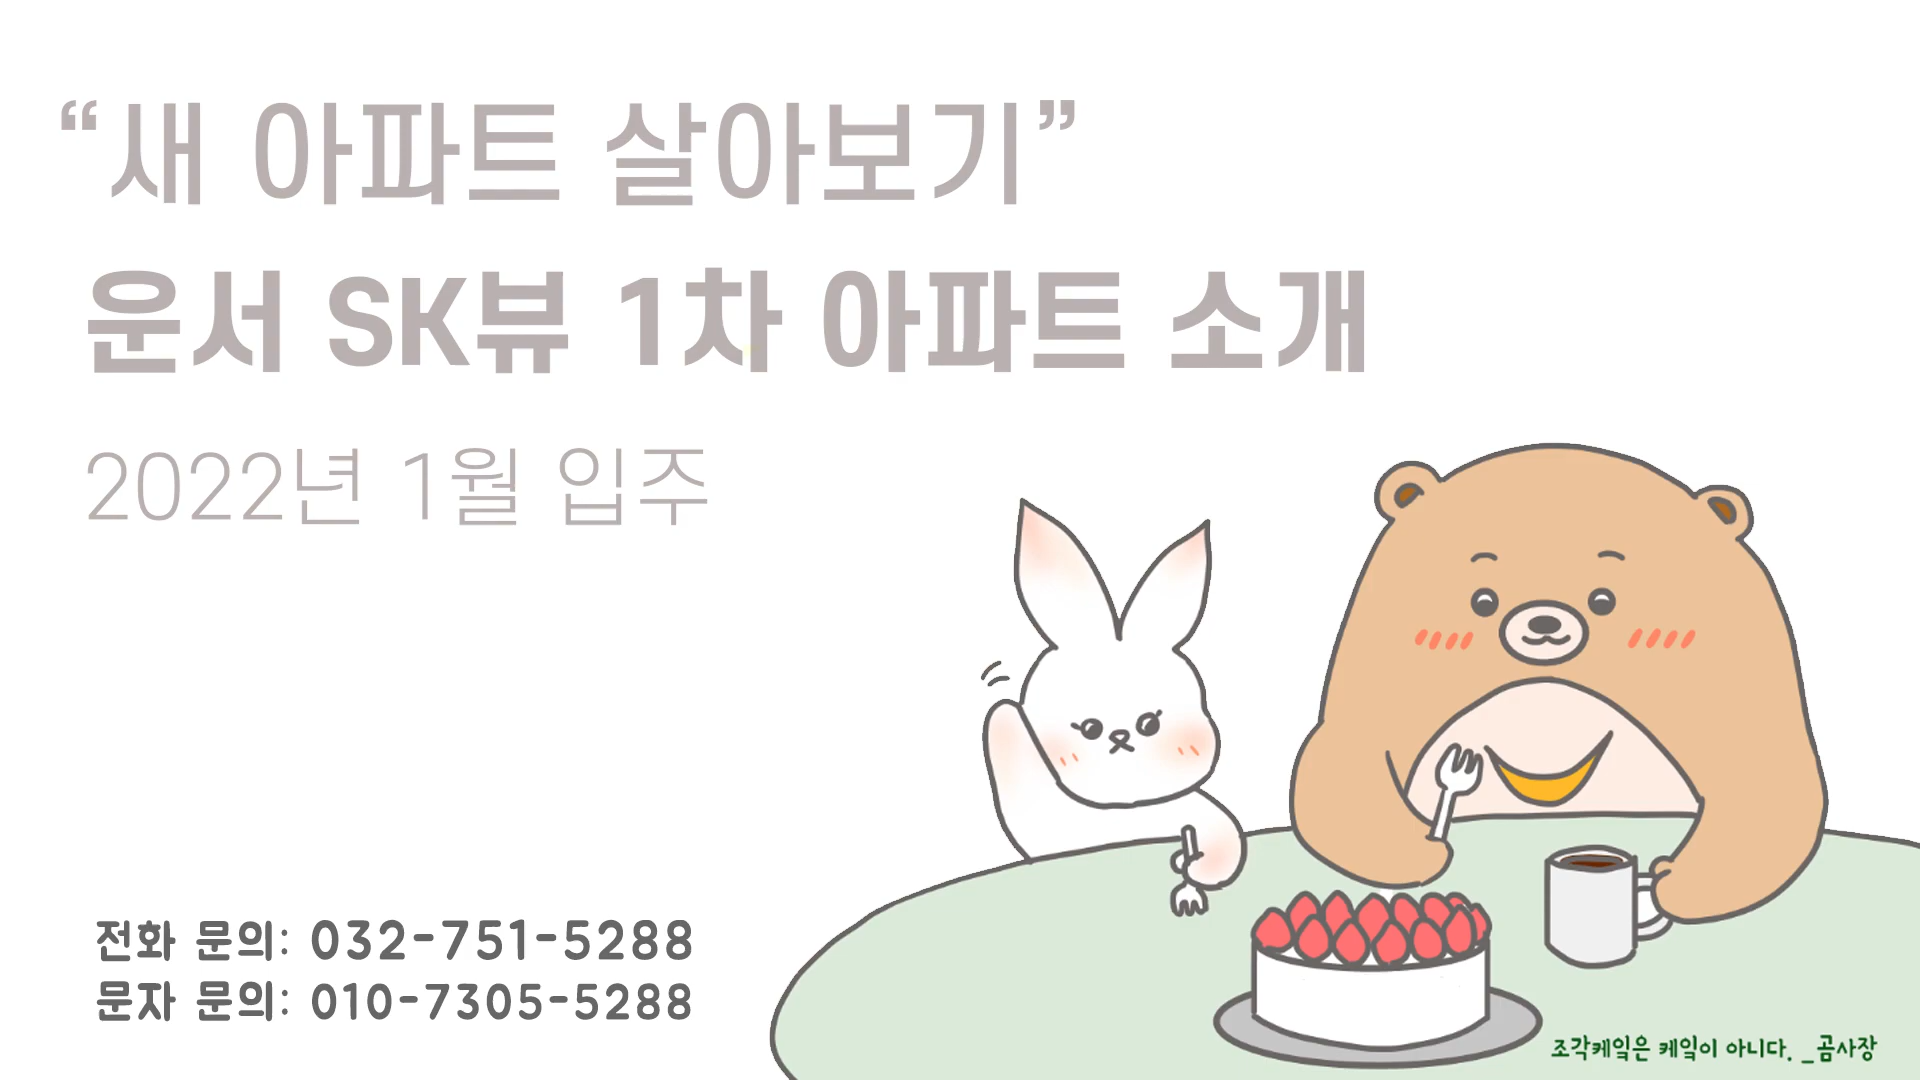 “새 아파트 살아보기”
운서 SK뷰 1차 아파트 소개
2022년 1월 입주
전화 문의: 032-751-5288
문자 문의: 010-7305-5288
조각케잌은 케잌이 아니다. _곰사장